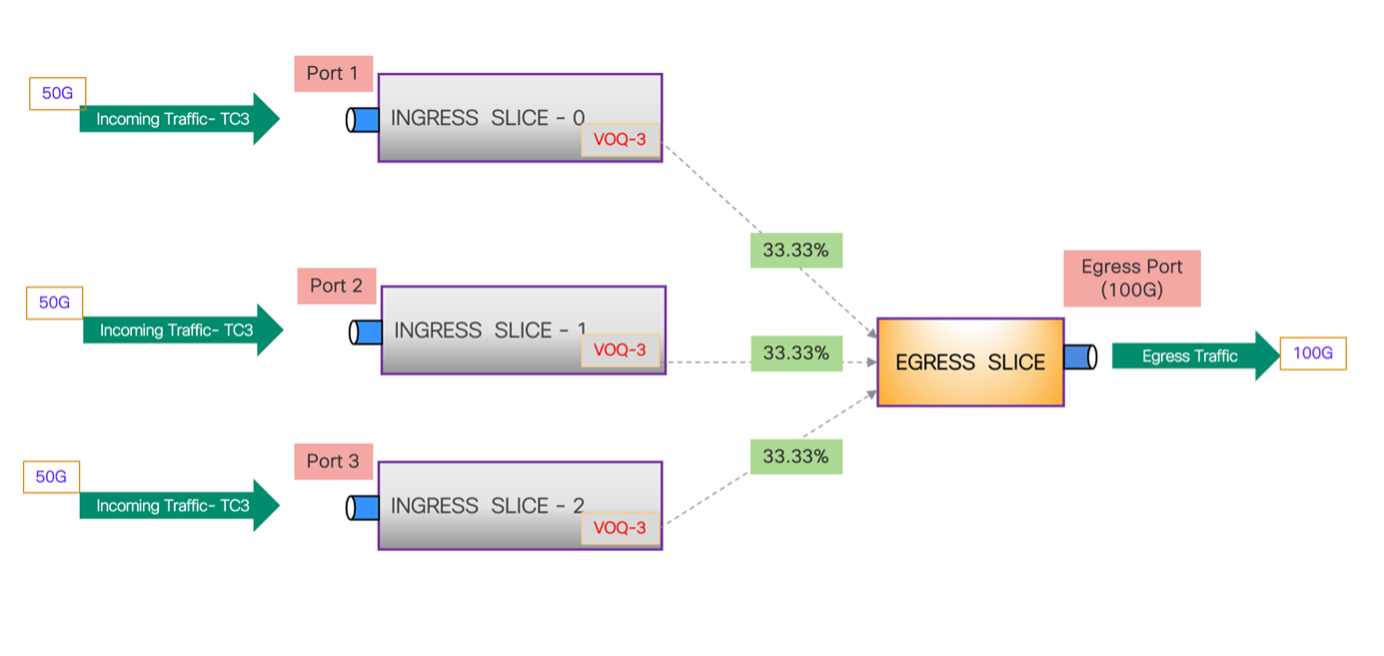 Port 1
50G
Incoming Traffic- TC3
INGRESS SLICE - 0
VOQ-3
33.33%
Port 2
50G
Incoming Traffic- TC3
INGRESS SLICE - 1
VOQ-3
33.33%
Egress Port
(100G)
EGRESS SLICE
Egress Traffic
100G
Port 3
50G
Incoming Traffic- TC3
INGRESS SLICE - 2
VOQ-3
33.33%